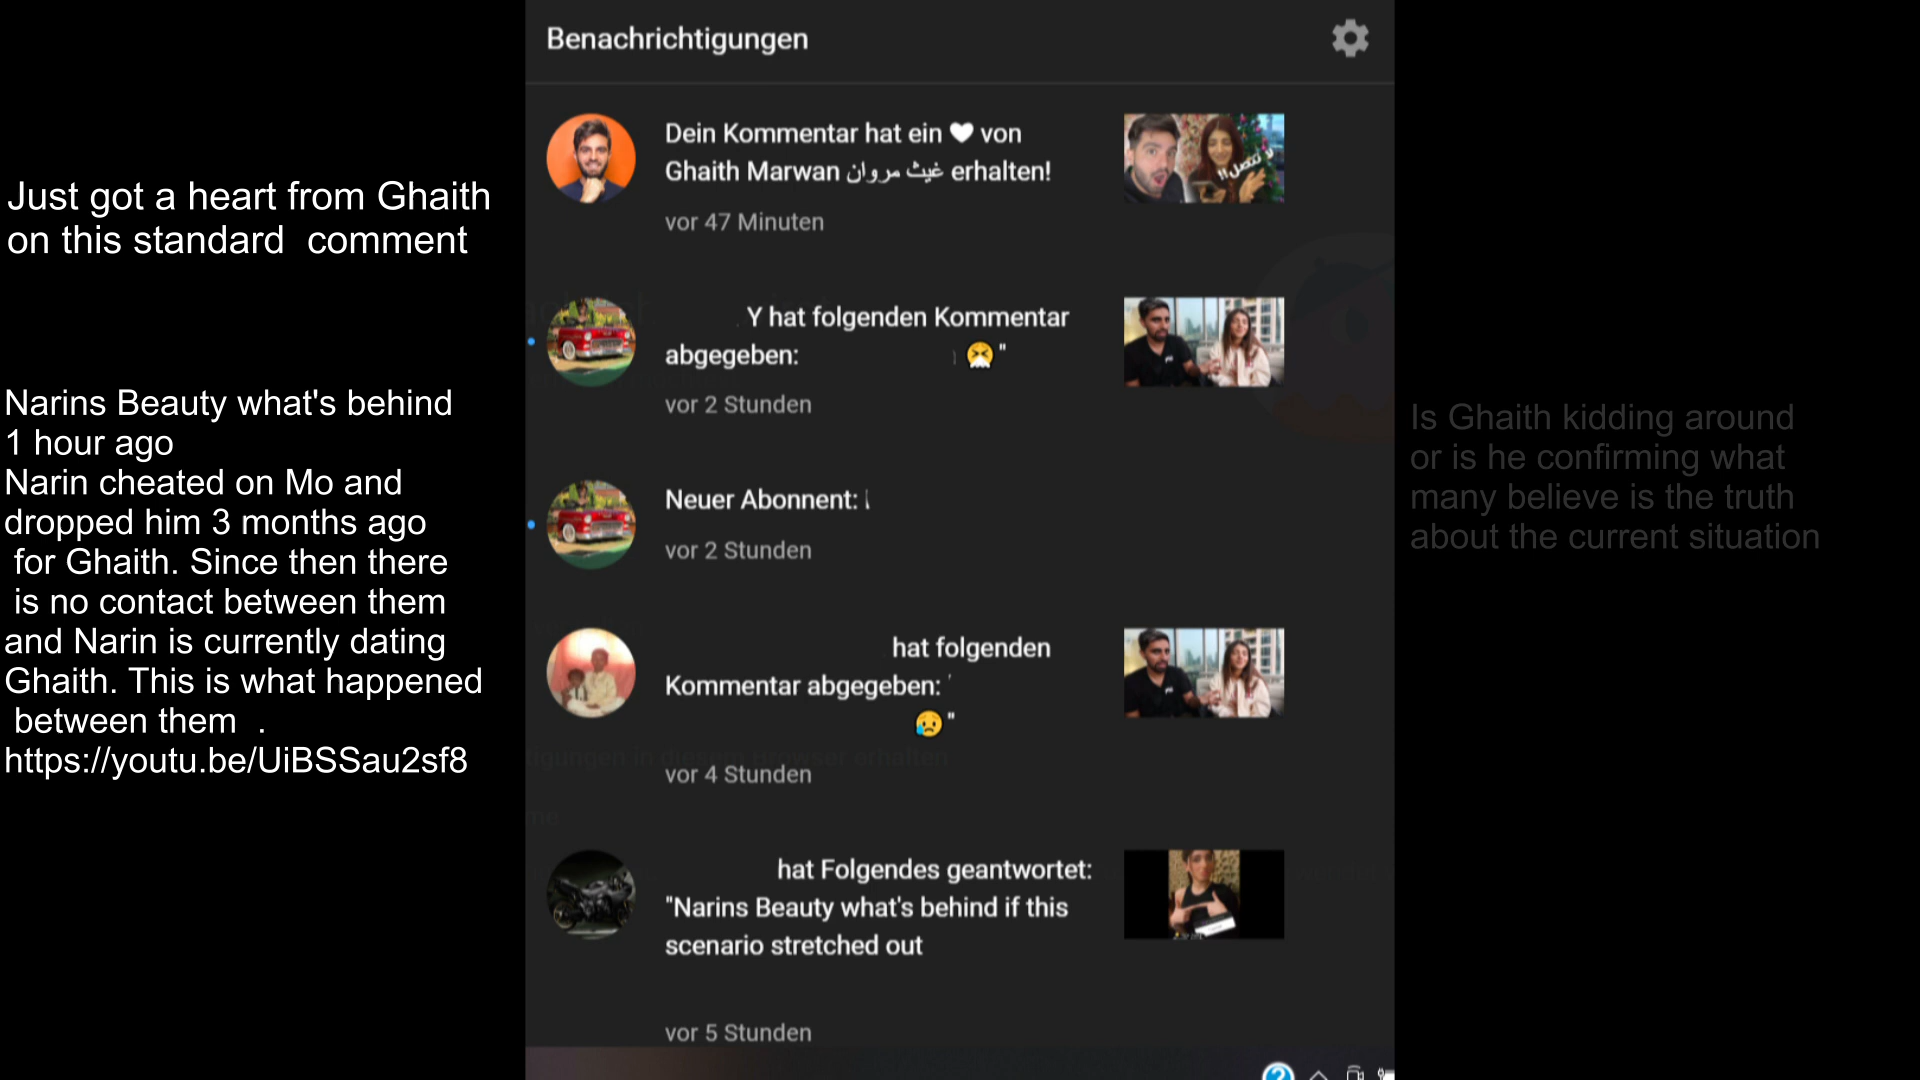 Benachrichtigungen
Dein Kommentar hat ein ♥ von
Ghaith Marwan غيث مروان erhalten!
vor 47 Minuten
لا تتصل!!
Y hat folgenden Kommentar
abgegeben: 😫"
vor 2 Stunden
Neuer Abonnent:
vor 2 Stunden
hat folgenden
Kommentar abgegeben: '
😥"
vor 4 Stunden
hat Folgendes geantwortet:
"Narins Beauty what's behind if this
scenario stretched out
vor 5 Stunden
Just got a heart from Ghaith
on this standard comment
Narins Beauty what's behind
1 hour ago
Narin cheated on Mo and
dropped him 3 months ago
for Ghaith. Since then there
is no contact between them
and Narin is currently dating
Ghaith. This is what happened
between them .
https://youtu.be/UiBSSau2sf8
Is Ghaith kidding around
or is he confirming what
many believe is the truth
about the current situation